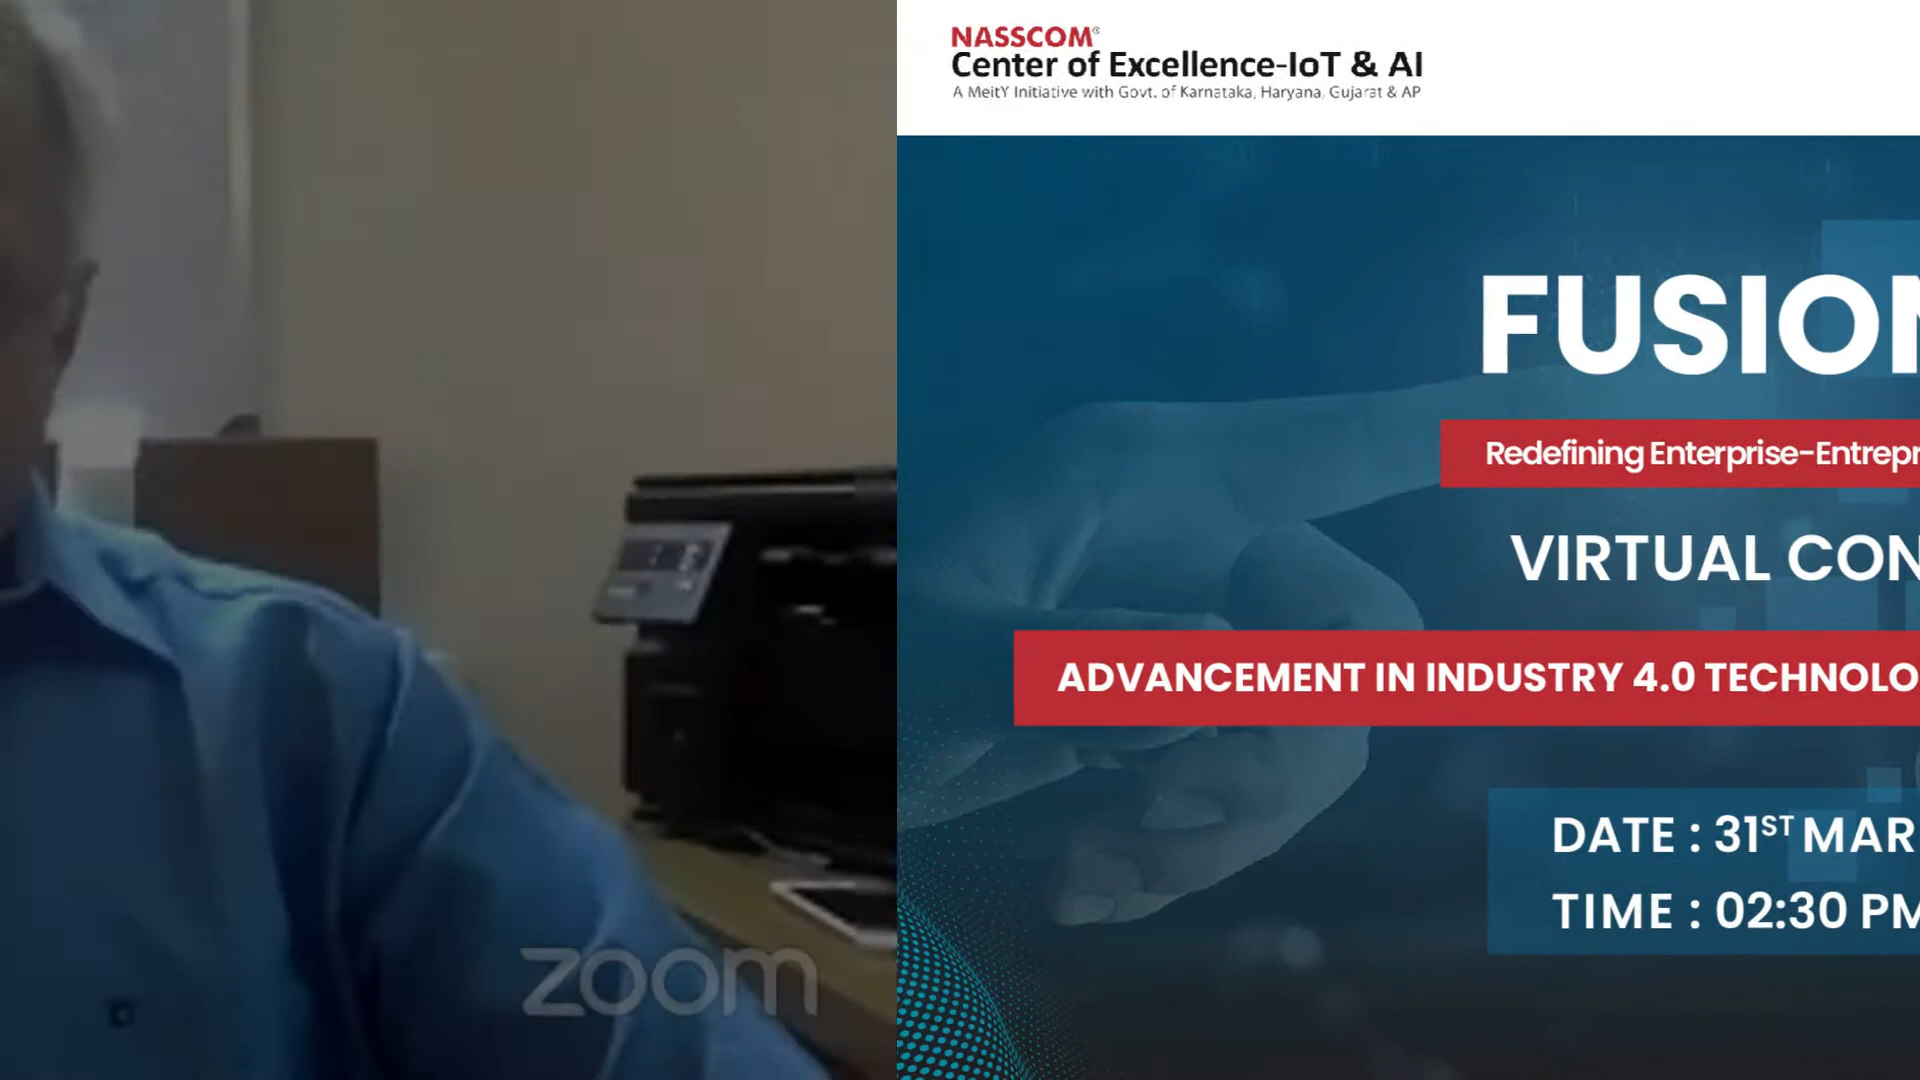 NASSCOM®
Center of Excellence-IoT & AI
A MeitY Initiative with Govt. of Karnataka, Haryana, Gujarat & AP
FUSION
Redefining Enterprise-Entrepr
VIRTUAL CON
ADVANCEMENT IN INDUSTRY 4.0 TECHNOLO
DATE : 31ST MAR
TIME : 02:30 PM
zoom